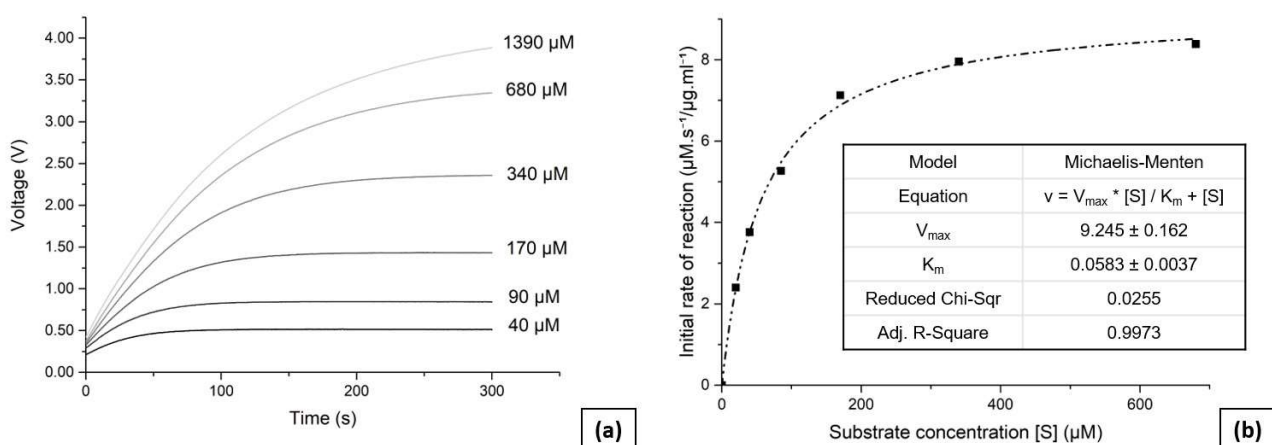 4.00
3.50
3.00
2.50
2.00
1.50
1.00
0.50
0.00
Voltage (V)
0
100
200
300
Time (s)
1390 µM
680 µM
340 µM
170 µM
90 µM
40 µM
(a)
8
6
4
2
0
Initial rate of reaction (µM.s⁻¹/µg.ml⁻¹)
0
200
400
600
Substrate concentration [S] (µM)
Model Michaelis-Menten
Equation v = Vmax * [S] / Km + [S]
Vmax 9.245 ± 0.162
Km 0.0583 ± 0.0037
Reduced Chi-Sqr 0.0255
Adj. R-Square 0.9973
(b)